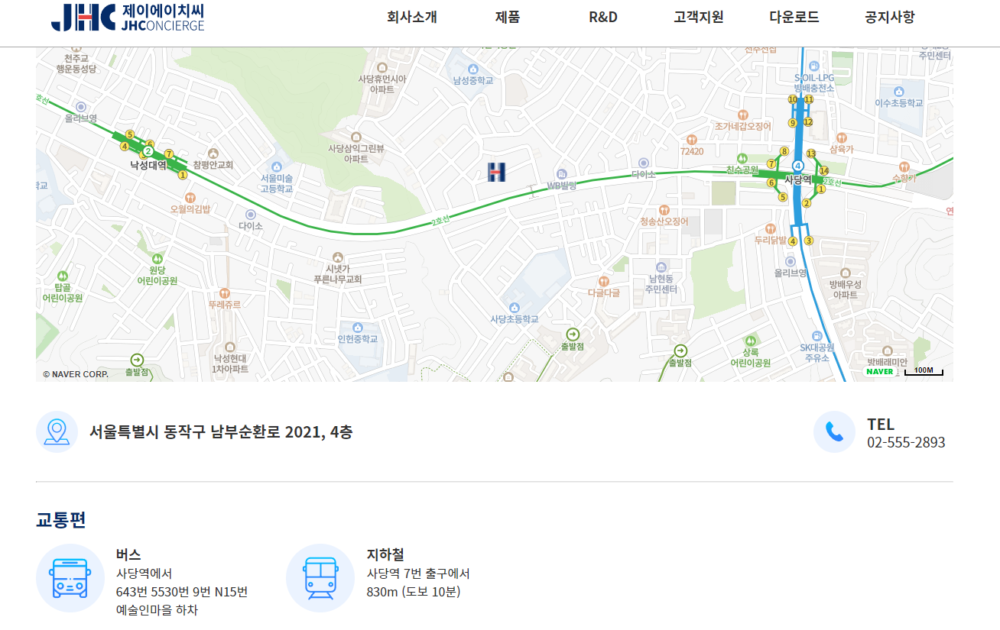 JHC 제이에이치씨
JHCONCIERGE
회사소개 제품 R&D 고객지원 다운로드 공지사항
천주교
행운동성당
사당휴먼시아
아파트
남성중학교
S-OIL-LPG
방배충전소
주민센터
이수초등학교
2호선
올리브영
낙성대역
참평안교회
사당삼익그린뷰
아파트
서울미술
고등학교
오월의김밥
다이소
WB빌딩
다이소
조가네갑오징어
72420
삼육가
친수공원
사당역
2호선
수향가
청송산오징어
2호선
두리닭발
올리브영
방배우성
아파트
시냇가
푸른나무교회
원당
어린이공원
탑골
어린이공원
뚜레쥬르
남현동
주민센터
다글다글
사당초등학교
인헌중학교
출발점
출발점
출발점
낙성현대
1차아파트
상록
어린이공원
SK대공원
주유소
방배래미안
아파트
© NAVER CORP.
NAVER
100M
서울특별시 동작구 남부순환로 2021, 4층
TEL
02-555-2893
교통편
버스
사당역에서
643번 5530번 9번 N15번
예술인마을 하차
지하철
사당역 7번 출구에서
830m (도보 10분)